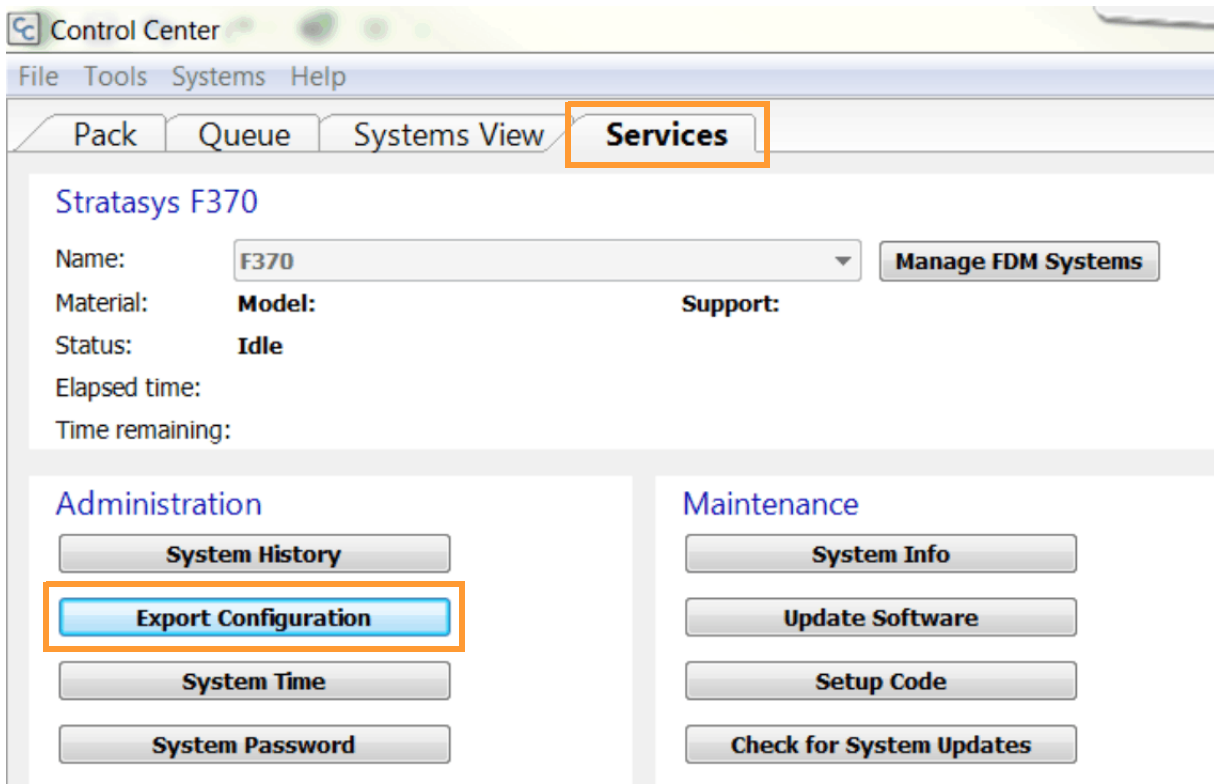 CC Control Center
File Tools Systems Help
Pack Queue Systems View Services
Stratasys F370
Name: F370 Manage FDM Systems
Material: Model: Support:
Status: Idle
Elapsed time:
Time remaining:
Administration Maintenance
System History System Info
Export Configuration Update Software
System Time Setup Code
System Password Check for System Updates